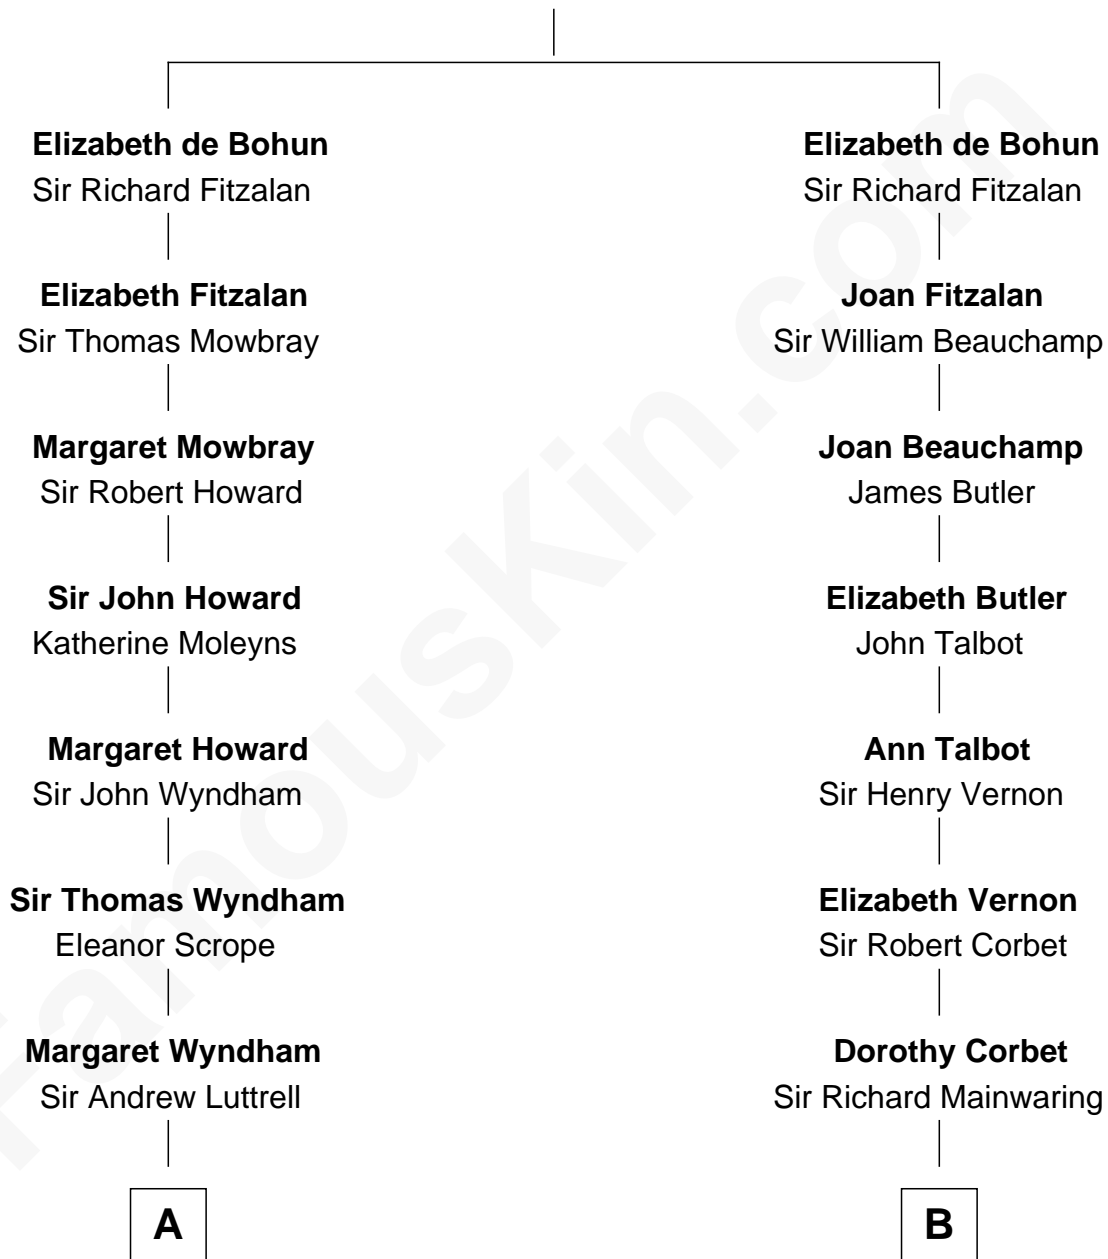 Elizabeth de Bohun
Sir Richard Fitzalan
Elizabeth Fitzalan
Sir Thomas Mowbray
Margaret Mowbray
Sir Robert Howard
Sir John Howard
Katherine Moleyns
Margaret Howard
Sir John Wyndham
Sir Thomas Wyndham
Eleanor Scrope
Margaret Wyndham
Sir Andrew Luttrell
A
Elizabeth de Bohun
Sir Richard Fitzalan
Joan Fitzalan
Sir William Beauchamp
Joan Beauchamp
James Butler
Elizabeth Butler
John Talbot
Ann Talbot
Sir Henry Vernon
Elizabeth Vernon
Sir Robert Corbet
Dorothy Corbet
Sir Richard Mainwaring
B
FamousKin.com